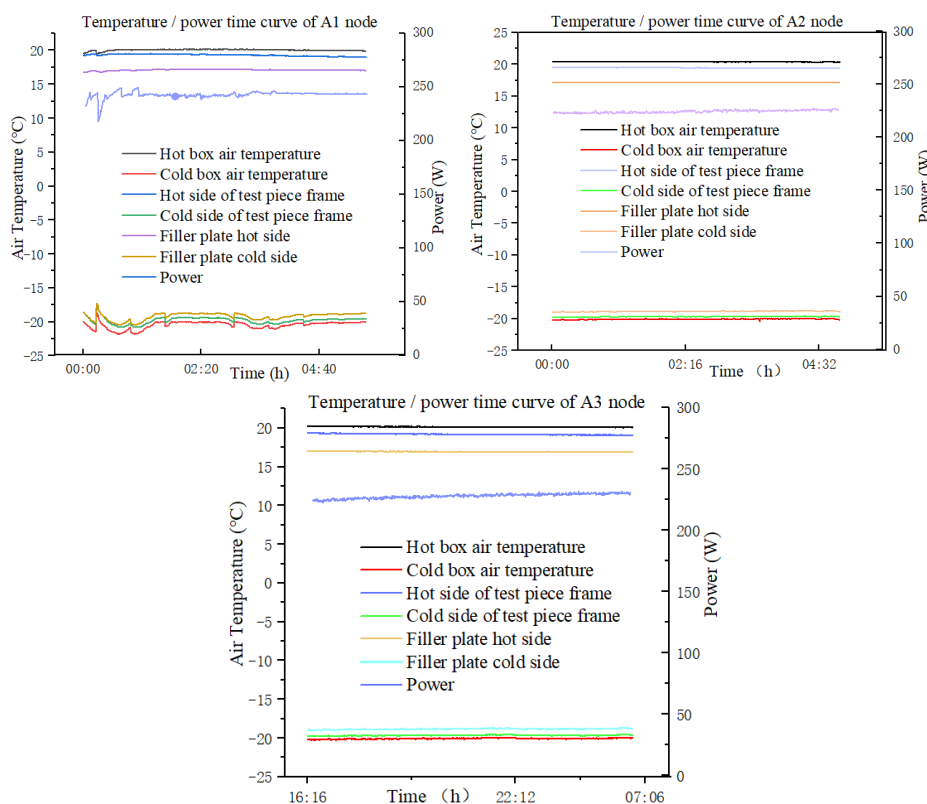 Temperature / power time curve of A1 node
Air Temperature (℃)
20
15
10
5
0
-5
-10
-15
-20
-25
300
250
200
150
100
50
0
Power (W)
Hot box air temperature
Cold box air temperature
Hot side of test piece frame
Cold side of test piece frame
Filler plate hot side
Filler plate cold side
Power
00:00 02:20 04:40
Time (h)
Temperature / power time curve of A2 node
Air Temperature (℃)
25
20
15
10
5
0
-5
-10
-15
-20
-25
300
250
200
150
100
50
0
Power (W)
Hot box air temperature
Cold box air temperature
Hot side of test piece frame
Cold side of test piece frame
Filler plate hot side
Filler plate cold side
Power
00:00 02:16 04:32
Time （h）
Temperature / power time curve of A3 node
Air Temperature (℃)
20
15
10
5
0
-5
-10
-15
-20
-25
300
250
200
150
100
50
0
Power (W)
Hot box air temperature
Cold box air temperature
Hot side of test piece frame
Cold side of test piece frame
Filler plate hot side
Filler plate cold side
Power
16:16 22:12 07:06
Time （h）